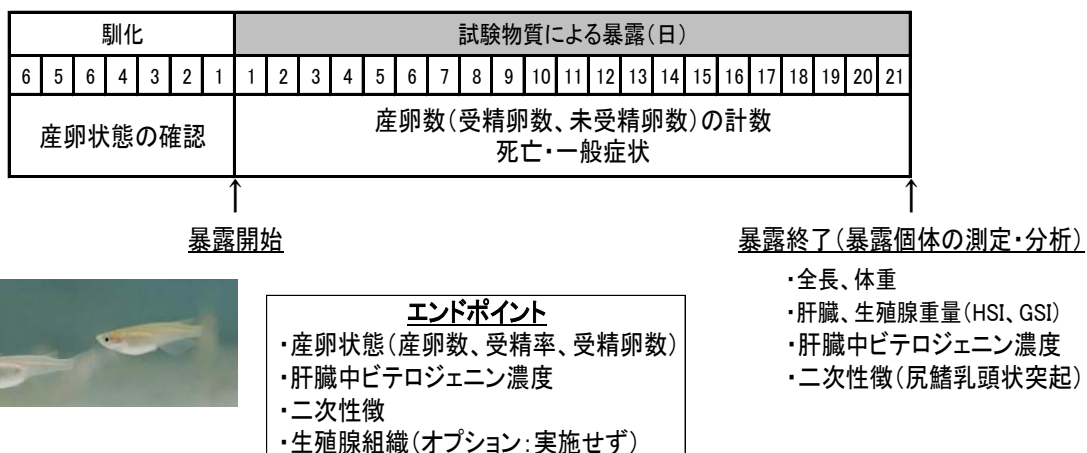 馴化 試験物質による暴露(日)
6 5 6 4 3 2 1 1 2 3 4 5 6 7 8 9 10 11 12 13 14 15 16 17 18 19 20 21
産卵状態の確認
産卵数(受精卵数、未受精卵数)の計数
死亡・一般症状
↑ ↑
暴露開始 暴露終了(暴露個体の測定・分析)
・全長、体重
・肝臓、生殖腺重量(HSI、GSI)
・肝臓中ビテロジェニン濃度
・二次性徴(尻鰭乳頭状突起)
エンドポイント
・産卵状態(産卵数、受精率、受精卵数)
・肝臓中ビテロジェニン濃度
・二次性徴
・生殖腺組織(オプション:実施せず)